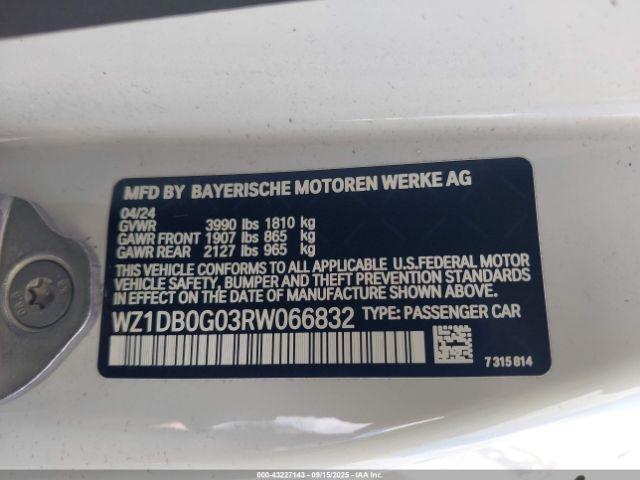 MFD BY BAYERISCHE MOTOREN WERKE AG
04/24
GVWR 3990 lbs 1810 kg
GAWR FRONT 1907 lbs 865 kg
GAWR REAR 2127 lbs 965 kg
THIS VEHICLE CONFORMS TO ALL APPLICABLE U.S.FEDERAL MOTOR
VEHICLE SAFETY, BUMPER, AND THEFT PREVENTION STANDARDS
IN EFFECT ON THE DATE OF MANUFACTURE SHOWN ABOVE.
WZ1DB0G03RW066832 TYPE: PASSENGER CAR
7315814
000-43227143 - 09/15/2025 - IAA Inc.